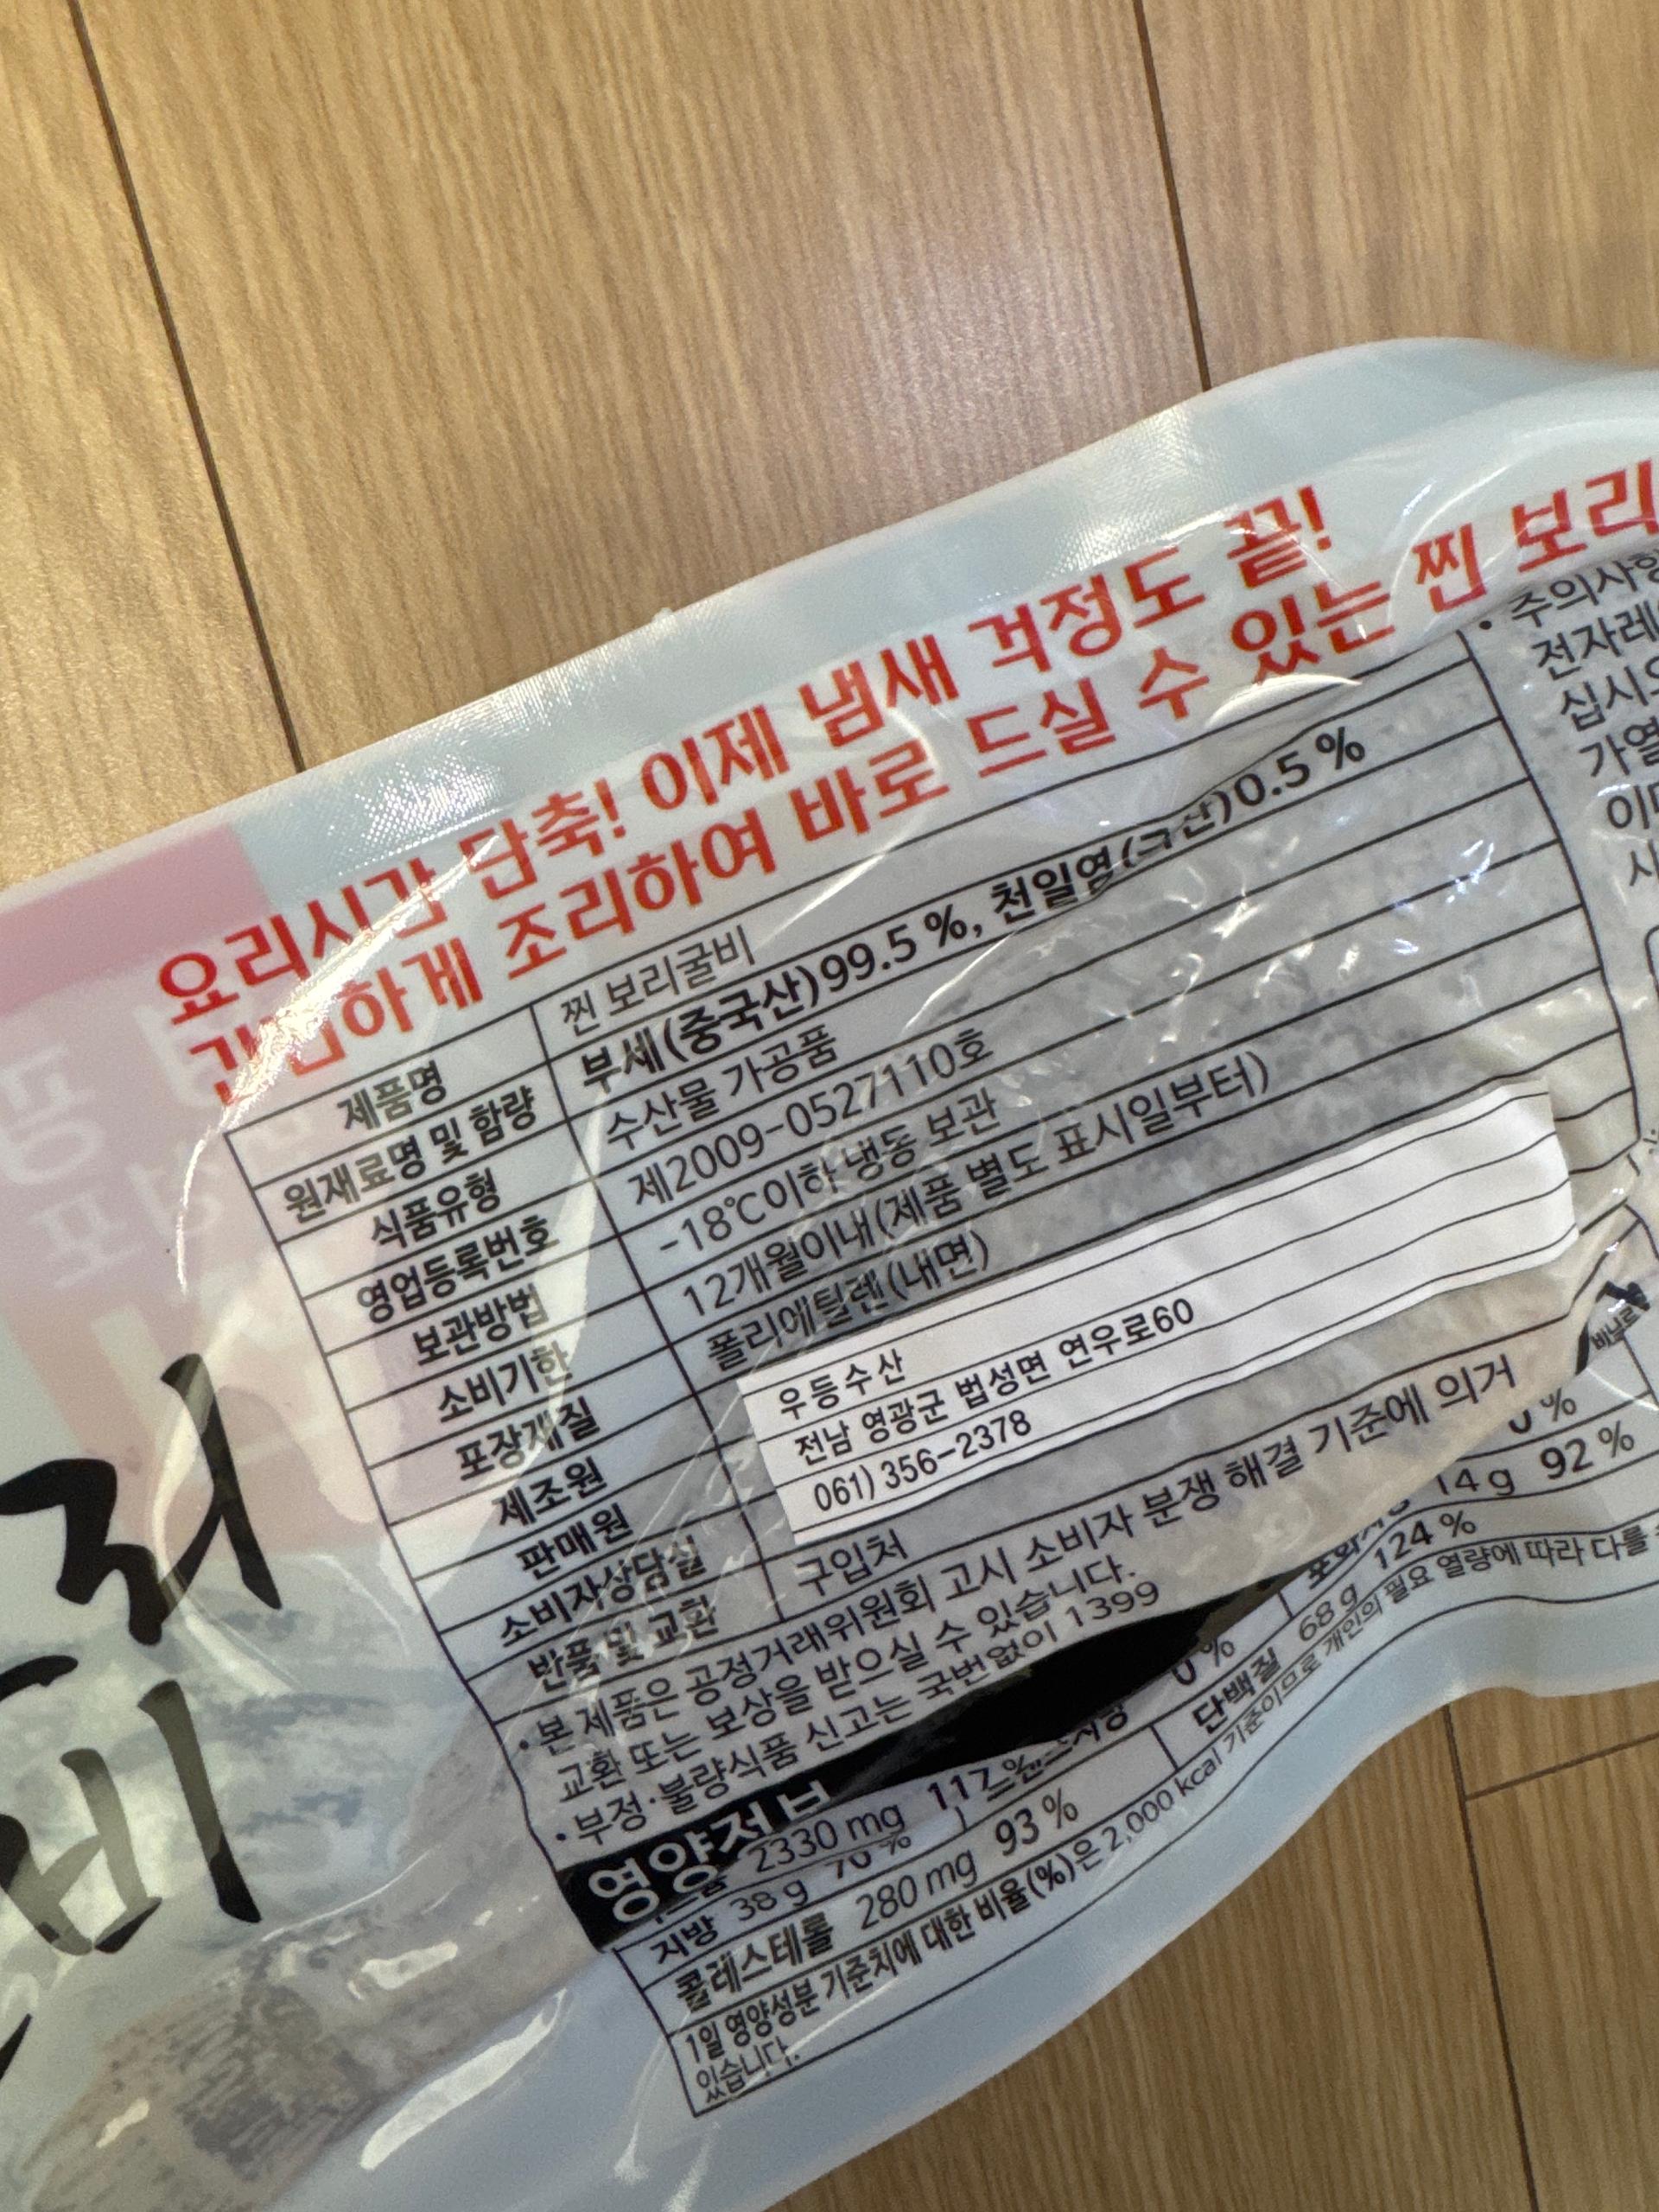 요리시간 단축! 이제 냄새 걱정도 끝!
간편하게 조리하여 바로 드실 수 있는 찐 보리
제품명 찐 보리굴비
원재료명 및 함량 부세(중국산)99.5 %, 천일염(국산)0.5 %
식품유형 수산물 가공품
영업등록번호 제2009-0527110호
보관방법 -18℃이하 냉동 보관
소비기한 12개월이내(제품 별도 표시일부터)
포장재질 폴리에틸렌(내면)
제조원
판매원 우등수산
전남 영광군 법성면 연우로60
소비자상담실 061) 356-2378
반품 및 교환 구입처
· 본 제품은 공정거래위원회 고시 소비자 분쟁 해결 기준에 의거
교환 또는 보상을 받으실 수 있습니다.
· 부정·불량식품 신고는 국번없이 1399
영양정보
2330 mg
0 %
지방 38 g 70 %
0 %
14 g 92 %
콜레스테롤 280 mg 93 %
단백질 68 g 124 %
1일 영양성분 기준치에 대한 비율(%)은 2,000 kcal 기준이므로 개인의 필요 열량에 따라 다를
있습니다.
· 주의사항
전자레
십시오
가열